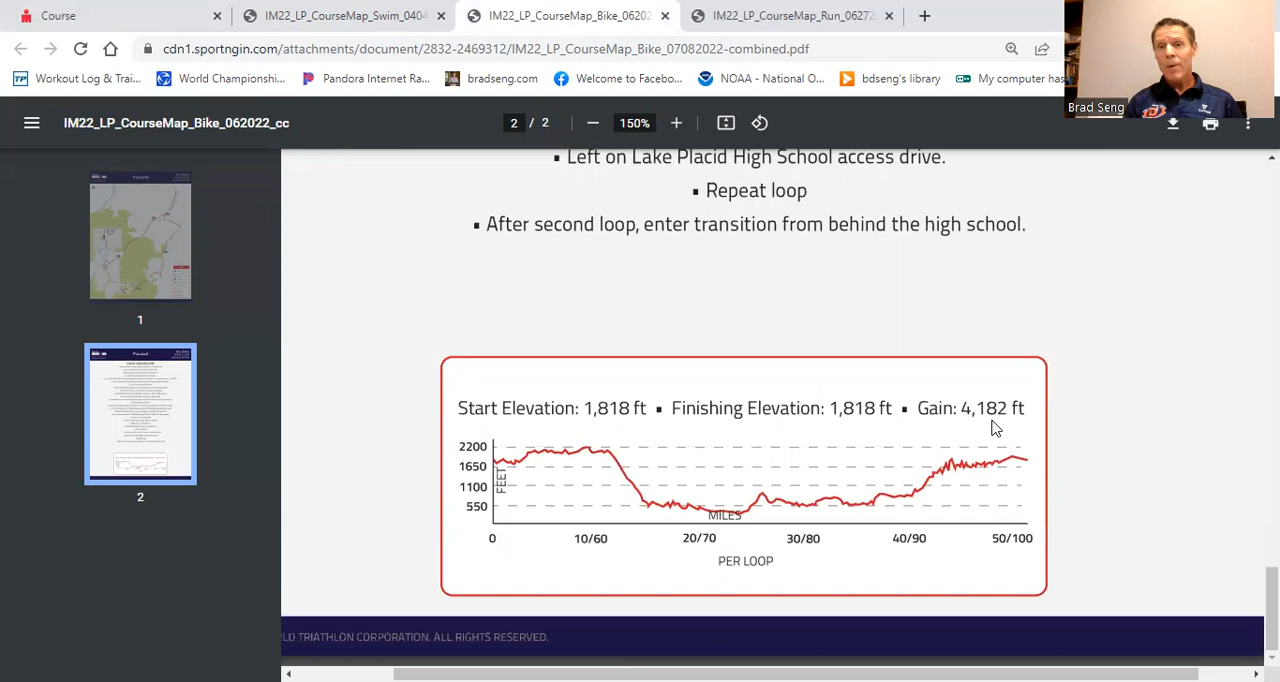 Course
IM22_LP_CourseMap_Swim_0404
IM22_LP_CourseMap_Bike_06202
IM22_LP_CourseMap_Run_06272
cdn1.sportngin.com/attachments/document/2832-2469312/IM22_LP_CourseMap_Bike_07082022-combined.pdf
TP Workout Log & Trai...
World Championshi...
Pandora Internet Ra...
brdseng.com
Welcome to Facebo...
NOAA - National O...
bdseng's library
My computer has
Brad Seng
IM22_LP_CourseMap_Bike_062022_cc
2 / 2
150%
▪ Left on Lake Placid High School access drive.
▪ Repeat loop
▪ After second loop, enter transition from behind the high school.
1
2
Start Elevation: 1,818 ft ▪ Finishing Elevation: 1,818 ft ▪ Gain: 4,182 ft
2200
1650
1100
550
FEET
MILES
0 10/60 20/70 30/80 40/90 50/100
PER LOOP
LD TRIATHLON CORPORATION. ALL RIGHTS RESERVED.